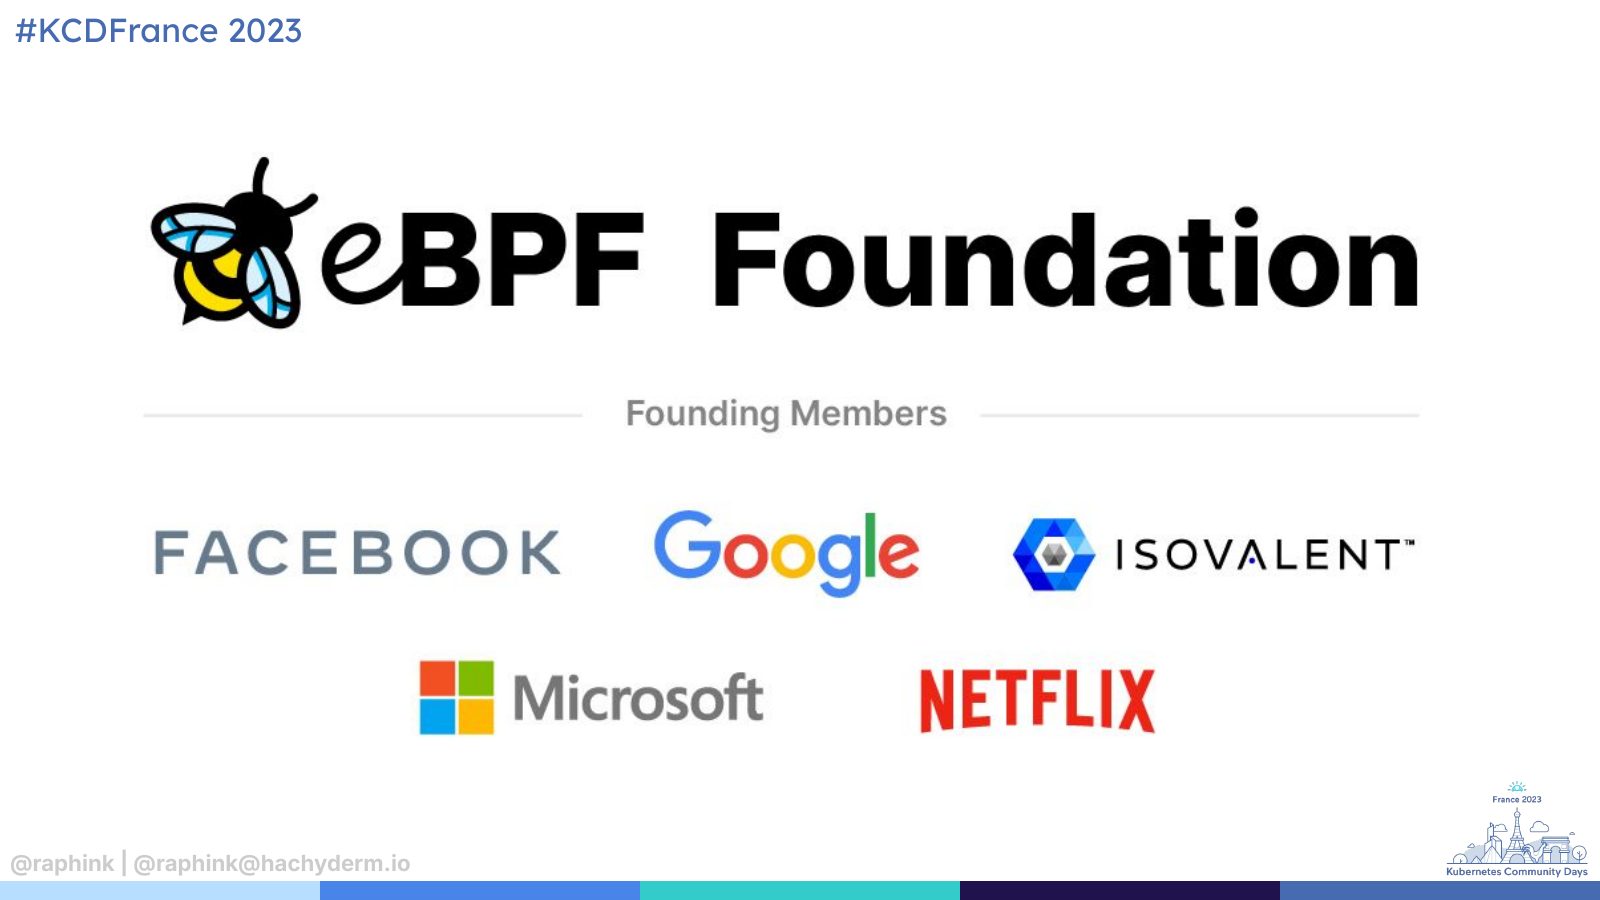 #KCDFrance 2023
eBPF Foundation
Founding Members
FACEBOOK Google ISOVALENT™
Microsoft NETFLIX
France 2023
Kubernetes Community Days
@raphink | @raphink@hachyderm.io